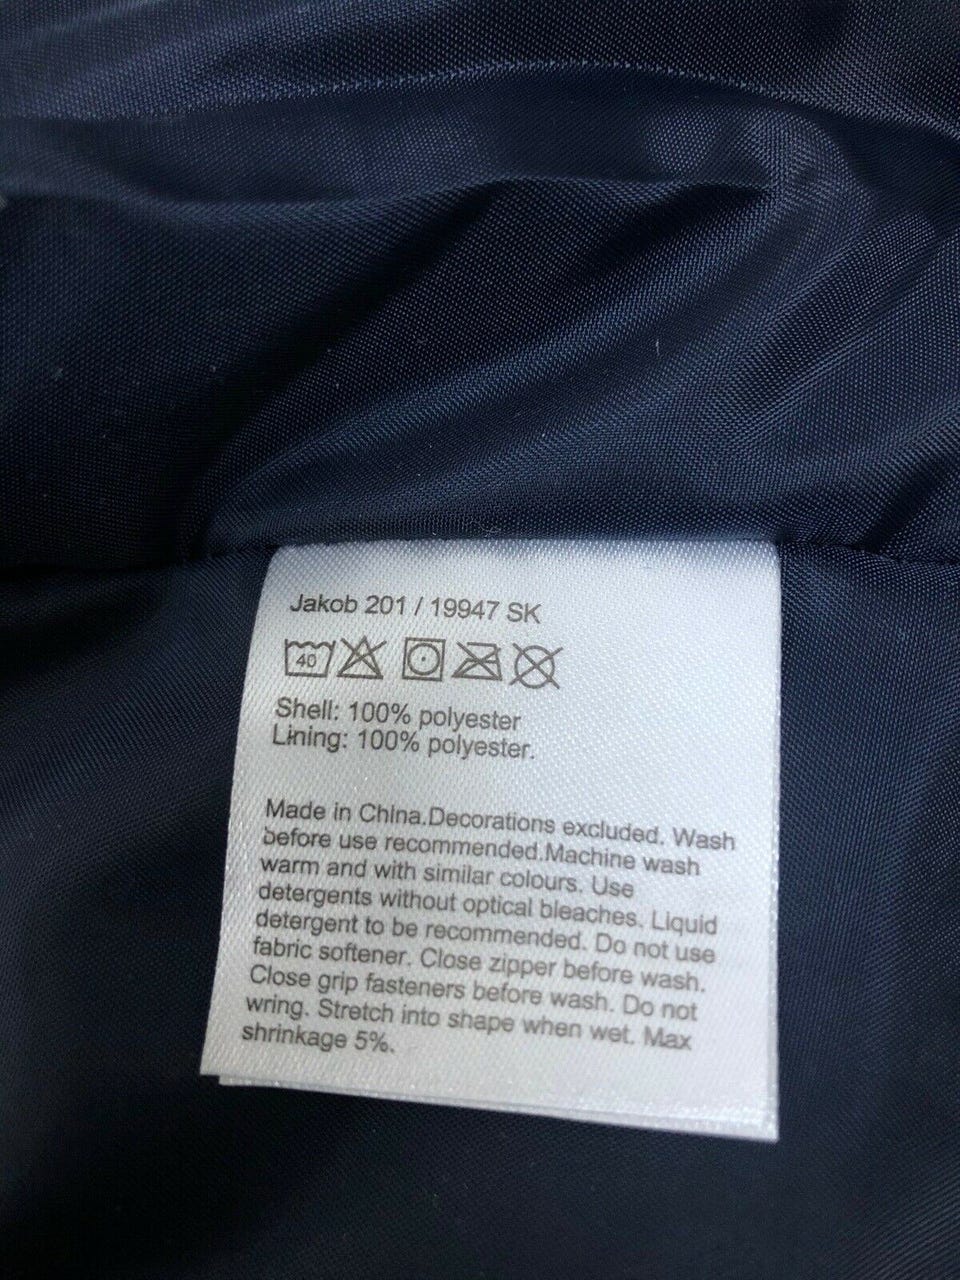 Jakob 201 / 19947 SK
40
Shell: 100% polyester
Lining: 100% polyester.
Made in China.Decorations excluded. Wash
before use recommended.Machine wash
warm and with similar colours. Use
detergents without optical bleaches. Liquid
detergent to be recommended. Do not use
fabric softener. Close zipper before wash.
Close grip fasteners before wash. Do not
wring. Stretch into shape when wet. Max
shrinkage 5%.